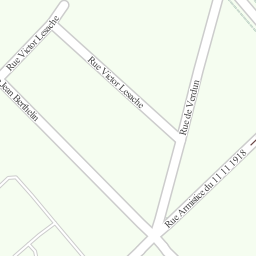 Rue Victor Lesache
Rue Victor Lesache
Jean Berthelin
Rue de Verdun
Rue Armistice du 11 11 1918